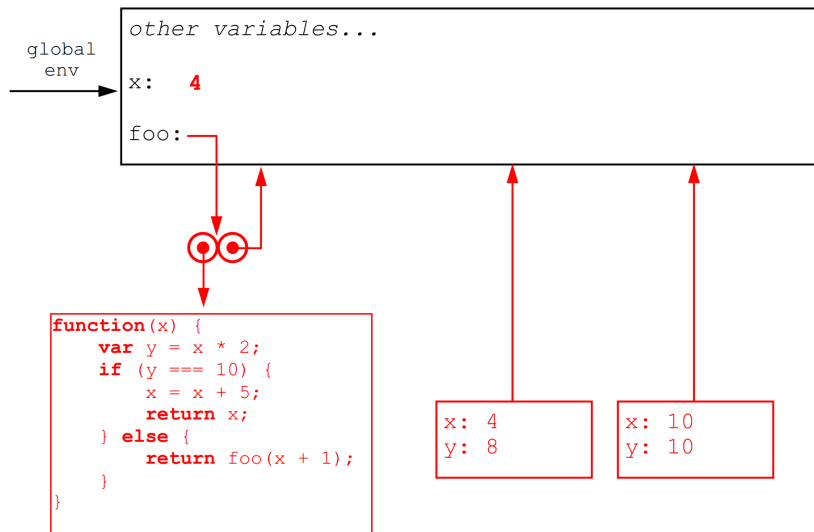 other variables...
global
env
x: 4
foo:
function(x) {
    var y = x * 2;
    if (y === 10) {
        x = x + 5;
        return x;
    } else {
        return foo(x + 1);
    }
}
x: 4
y: 8
x: 10
y: 10